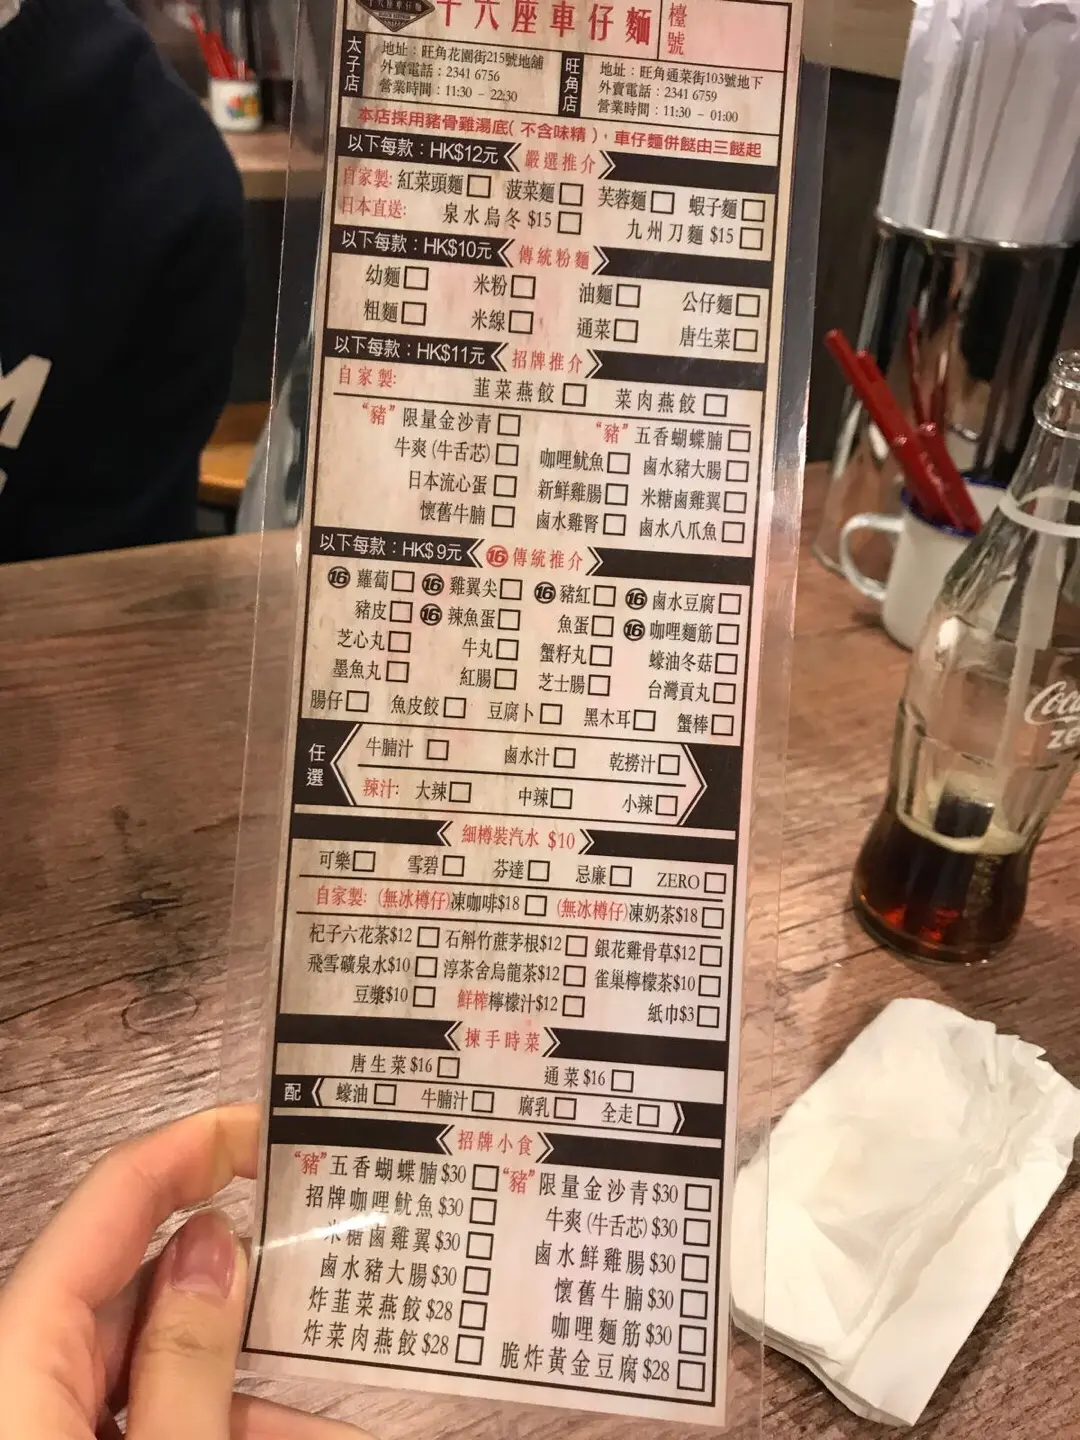 十六座車仔麵 檯號
太子店 地址：旺角花園街215號地舖
外賣電話：2341 6756
營業時間：11:30 - 22:30
旺角店 地址：旺角通菜街103號地下
外賣電話：2341 6759
營業時間：11:30 - 01:00
本店採用豬骨雞湯底(不含味精)，車仔麵併餸由三餸起
以下每款：HK$12元 嚴選推介
自家製: 紅菜頭麵 菠菜麵 芙蓉麵 蝦子麵
日本直送: 泉水烏冬 $15 九州刀麵 $15
以下每款：HK$10元 傳統粉麵
幼麵 米粉 油麵 公仔麵
粗麵 米線 通菜 唐生菜
以下每款：HK$11元 招牌推介
自家製: 韮菜燕餃 菜肉燕餃
“豬”限量金沙青 “豬”五香蝴蝶腩
牛爽(牛舌芯) 咖哩魷魚 鹵水豬大腸
日本流心蛋 新鮮雞腸 米糖鹵雞翼
懷舊牛腩 鹵水雞腎 鹵水八爪魚
以下每款：HK$9元 16傳統推介
16 蘿蔔 16 雞翼尖 16 豬紅 16 鹵水豆腐
豬皮 16 辣魚蛋 魚蛋 16 咖哩麵筋
芝心丸 牛丸 蟹籽丸 蠔油冬菇
墨魚丸 紅腸 芝士腸 台灣貢丸
腸仔 魚皮餃 豆腐卜 黑木耳 蟹棒
任選 牛腩汁 鹵水汁 乾撈汁
辣汁: 大辣 中辣 小辣
細樽裝汽水 $10
可樂 雪碧 芬達 忌廉 ZERO
自家製: (無冰樽仔)凍咖啡$18 (無冰樽仔)凍奶茶$18
杞子六花茶$12 石斛竹蔗茅根$12 銀花雞骨草$12
飛雪礦泉水$10 淳茶舍烏龍茶$12 雀巢檸檬茶$10
豆漿$10 鮮榨檸檬汁$12 紙巾$3
揀手時菜
唐生菜$16 通菜$16
配 蠔油 牛腩汁 腐乳 全走
招牌小食
“豬”五香蝴蝶腩$30 “豬”限量金沙青$30
招牌咖哩魷魚$30 牛爽(牛舌芯)$30
米糖鹵雞翼$30 鹵水鮮雞腸$30
鹵水豬大腸$30 懷舊牛腩$30
炸韮菜燕餃$28 咖哩麵筋$30
炸菜肉燕餃$28 脆炸黃金豆腐$28
Coca
ze
M